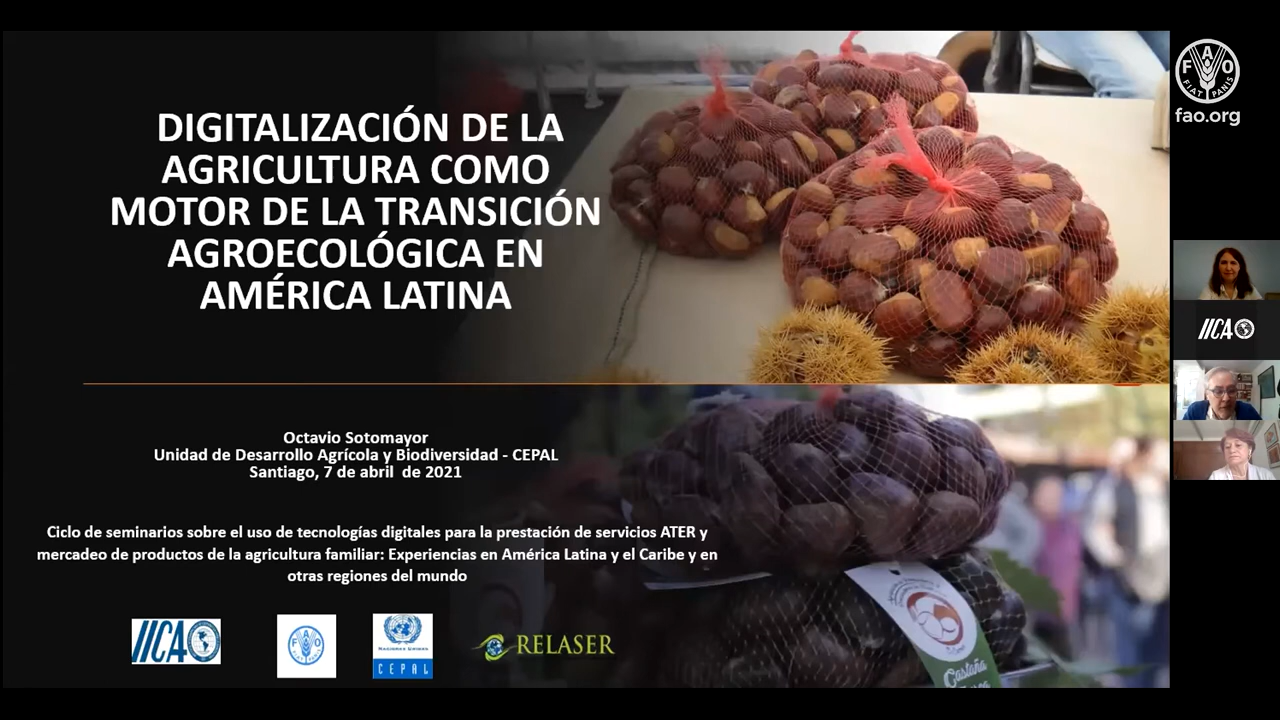 DIGITALIZACIÓN DE LA
AGRICULTURA COMO
MOTOR DE LA TRANSICIÓN
AGROECOLÓGICA EN
AMÉRICA LATINA
Octavio Sotomayor
Unidad de Desarrollo Agrícola y Biodiversidad - CEPAL
Santiago, 7 de abril de 2021
Ciclo de seminarios sobre el uso de tecnologías digitales para la prestación de servicios ATER y
mercadeo de productos de la agricultura familiar: Experiencias en América Latina y el Caribe y en
otras regiones del mundo
IICA
FAO
NACIONES UNIDAS
CEPAL
RELASER
Castaña
FAO
FIAT PANIS
fao.org
IICA